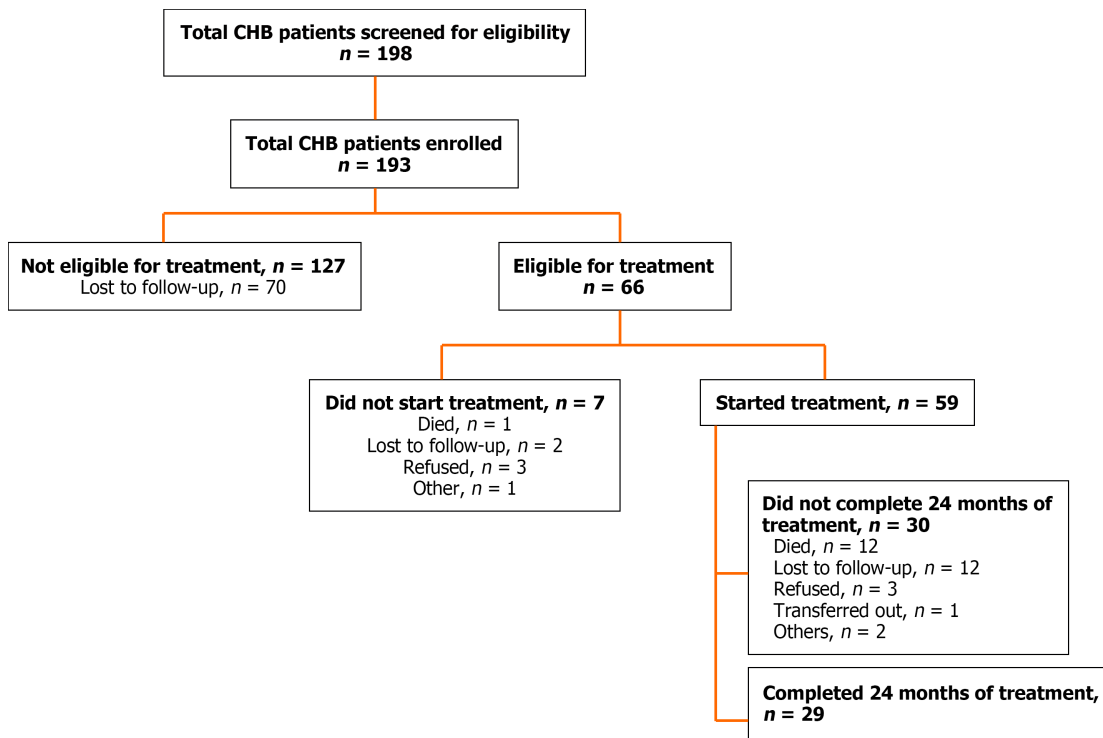 Total CHB patients screened for eligibility
n = 198
Total CHB patients enrolled
n = 193
Not eligible for treatment, n = 127
Lost to follow-up, n = 70
Eligible for treatment
n = 66
Did not start treatment, n = 7
Died, n = 1
Lost to follow-up, n = 2
Refused, n = 3
Other, n = 1
Started treatment, n = 59
Did not complete 24 months of
treatment, n = 30
Died, n = 12
Lost to follow-up, n = 12
Refused, n = 3
Transferred out, n = 1
Others, n = 2
Completed 24 months of treatment,
n = 29